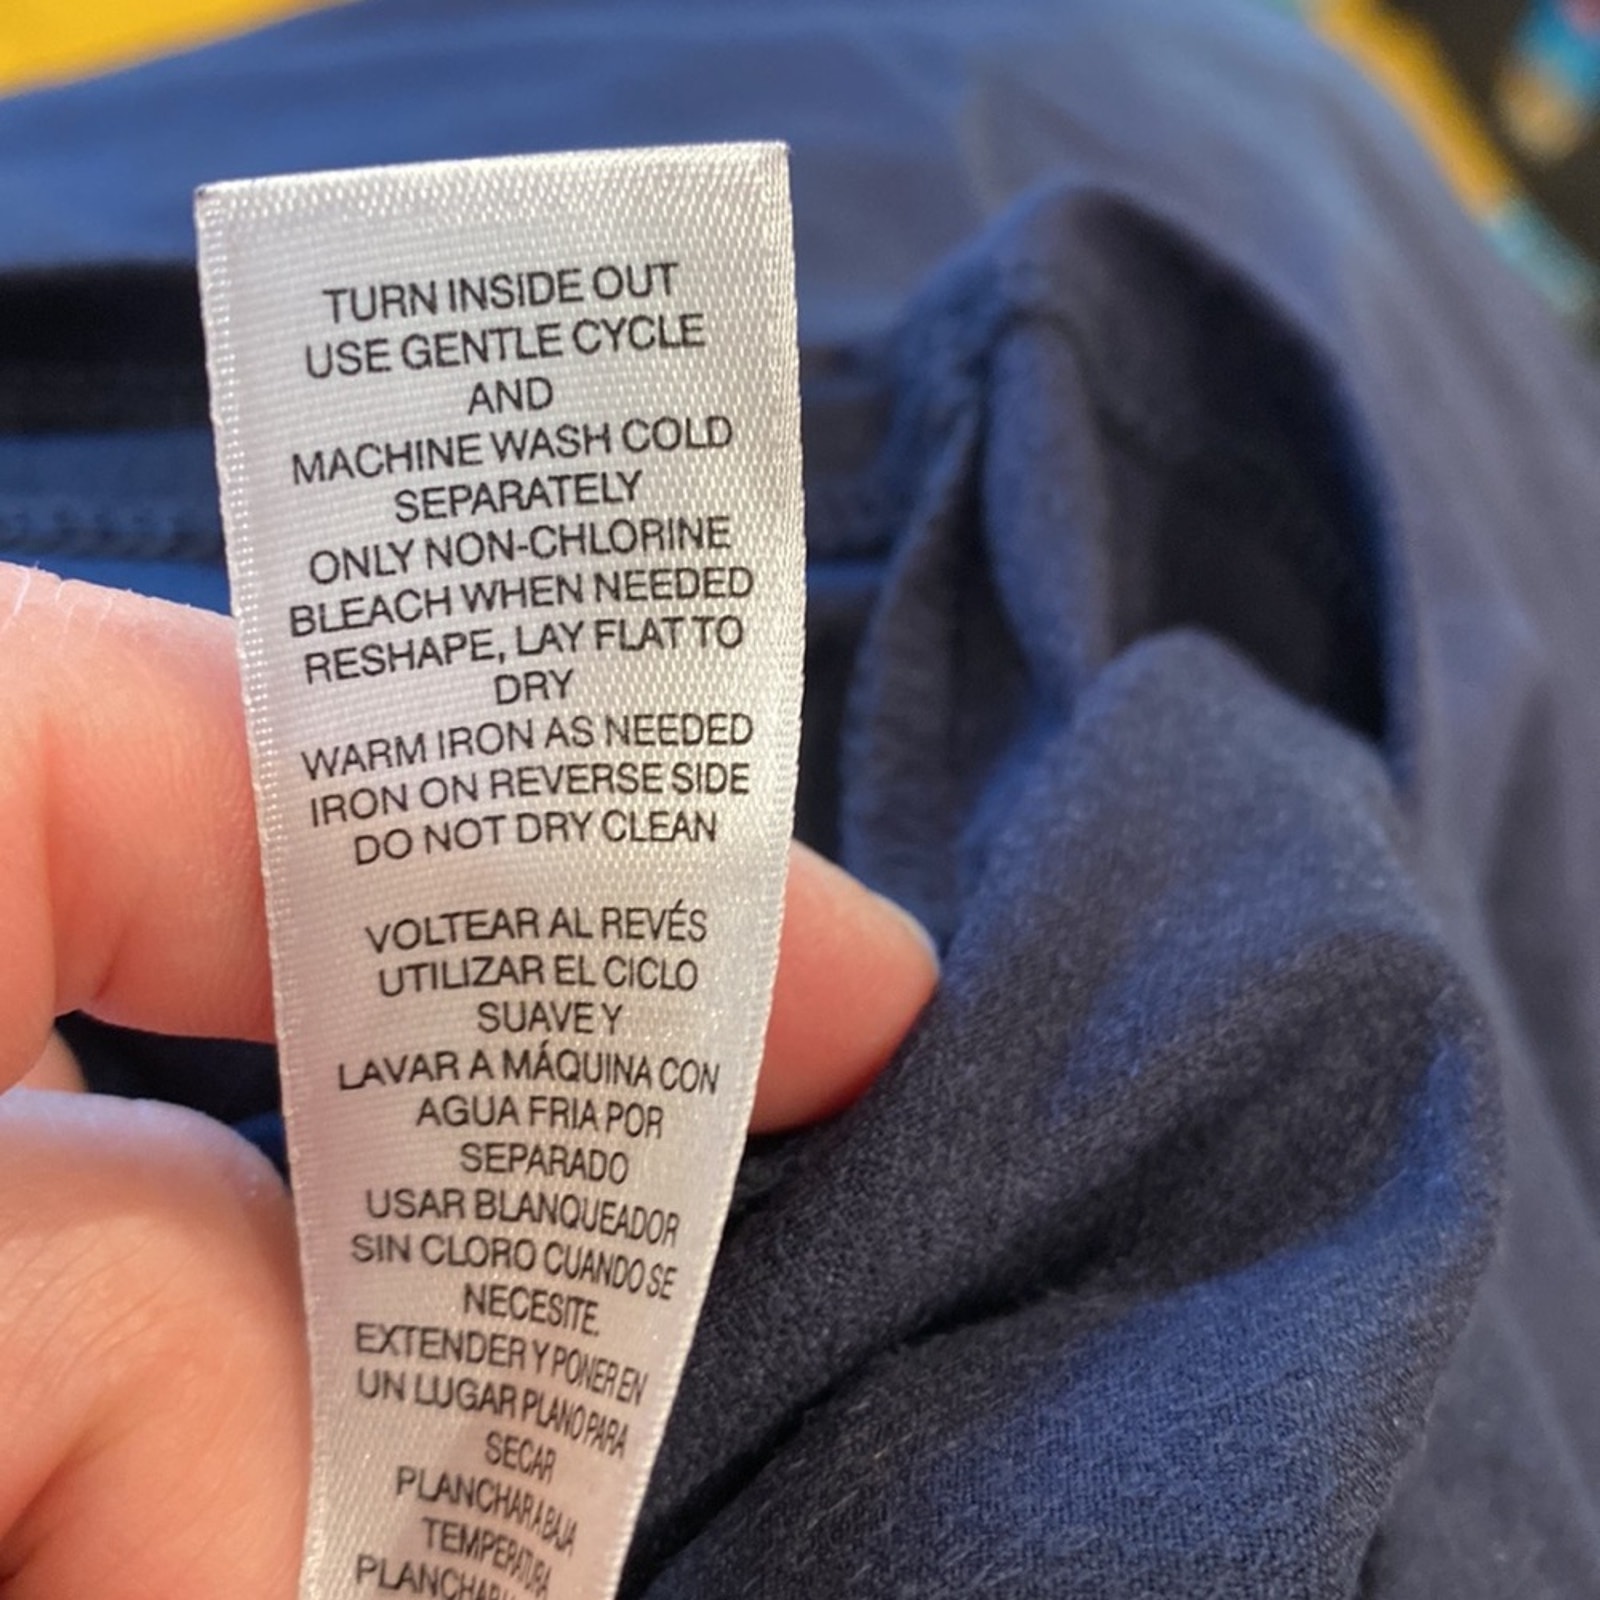 TURN INSIDE OUT
USE GENTLE CYCLE
AND
MACHINE WASH COLD
SEPARATELY
ONLY NON-CHLORINE
BLEACH WHEN NEEDED
RESHAPE, LAY FLAT TO
DRY
WARM IRON AS NEEDED
IRON ON REVERSE SIDE
DO NOT DRY CLEAN
VOLTEAR AL REVÉS
UTILIZAR EL CICLO
SUAVE Y
LAVAR A MÁQUINA CON
AGUA FRIA POR
SEPARADO
USAR BLANQUEADOR
SIN CLORO CUANDO SE
NECESITE.
EXTENDER Y PONER EN
UN LUGAR PLANO PARA
SECAR
PLANCHAR A BAJA
TEMPERATURA